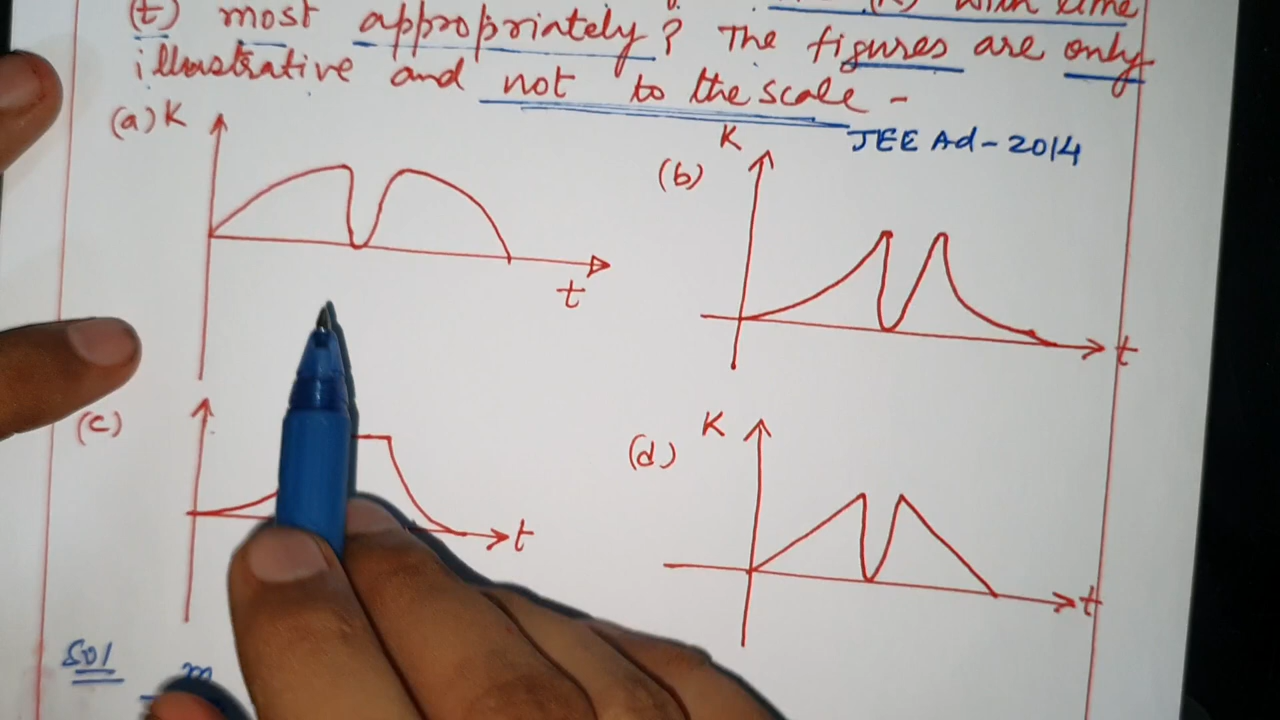 (t) most appropriately? The figures are only
illustrative and not to the scale -
JEE Ad - 2014
(a) K
t
(b) K
t
(c)
t
(d) K
t
Sol
m